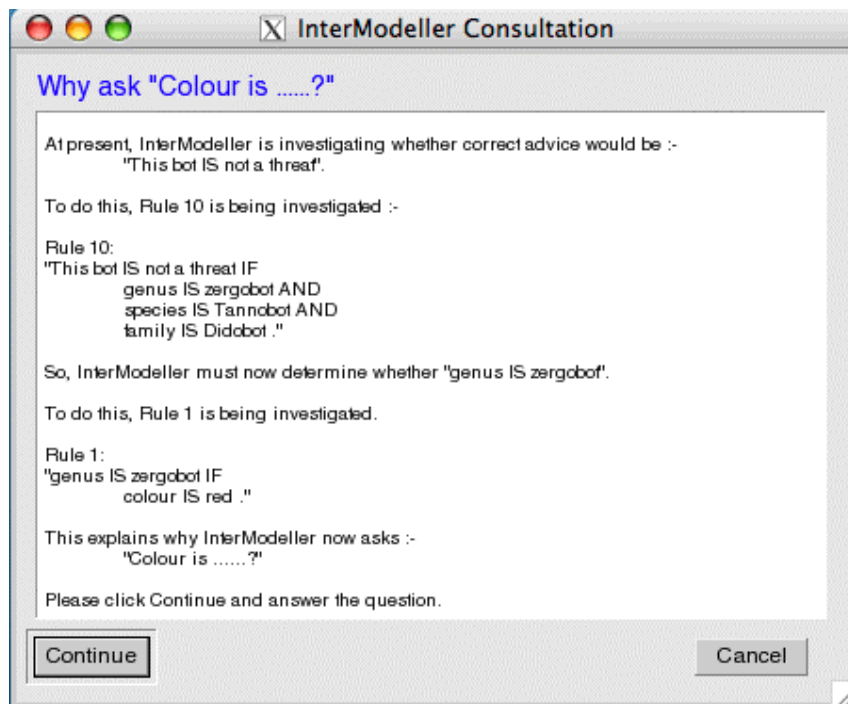 X InterModeller Consultation
Why ask "Colour is ......?"
At present, InterModeller is investigating whether correct advice would be :-
"This bot IS not a threat".
To do this, Rule 10 is being investigated :-
Rule 10:
"This bot IS not a threat IF
genus IS zergobot AND
species IS Tannobot AND
family IS Didobot ."
So, InterModeller must now determine whether "genus IS zergobot".
To do this, Rule 1 is being investigated.
Rule 1:
"genus IS zergobot IF
colour IS red ."
This explains why InterModeller now asks :-
"Colour is ......?"
Please click Continue and answer the question.
Continue
Cancel